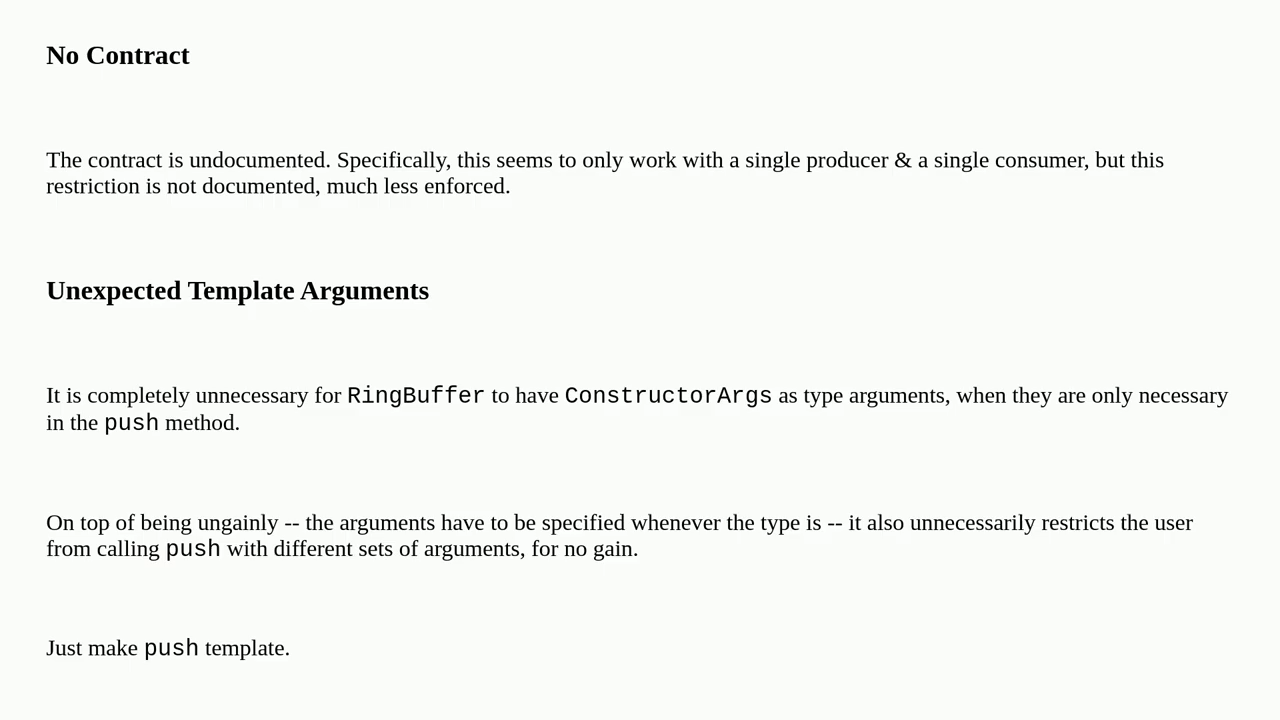 No Contract
The contract is undocumented. Specifically, this seems to only work with a single producer & a single consumer, but this
restriction is not documented, much less enforced.
Unexpected Template Arguments
It is completely unnecessary for RingBuffer to have ConstructorArgs as type arguments, when they are only necessary
in the push method.
On top of being ungainly -- the arguments have to be specified whenever the type is -- it also unnecessarily restricts the user
from calling push with different sets of arguments, for no gain.
Just make push template.